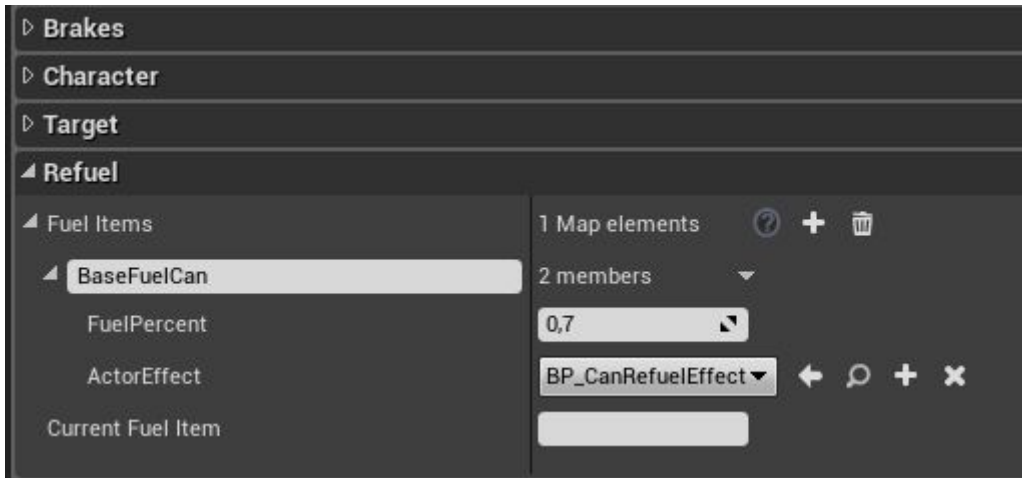 Brakes
Character
Target
Refuel
Fuel Items 1 Map elements
BaseFuelCan 2 members
FuelPercent 0,7
ActorEffect BP_CanRefuelEffect
Current Fuel Item